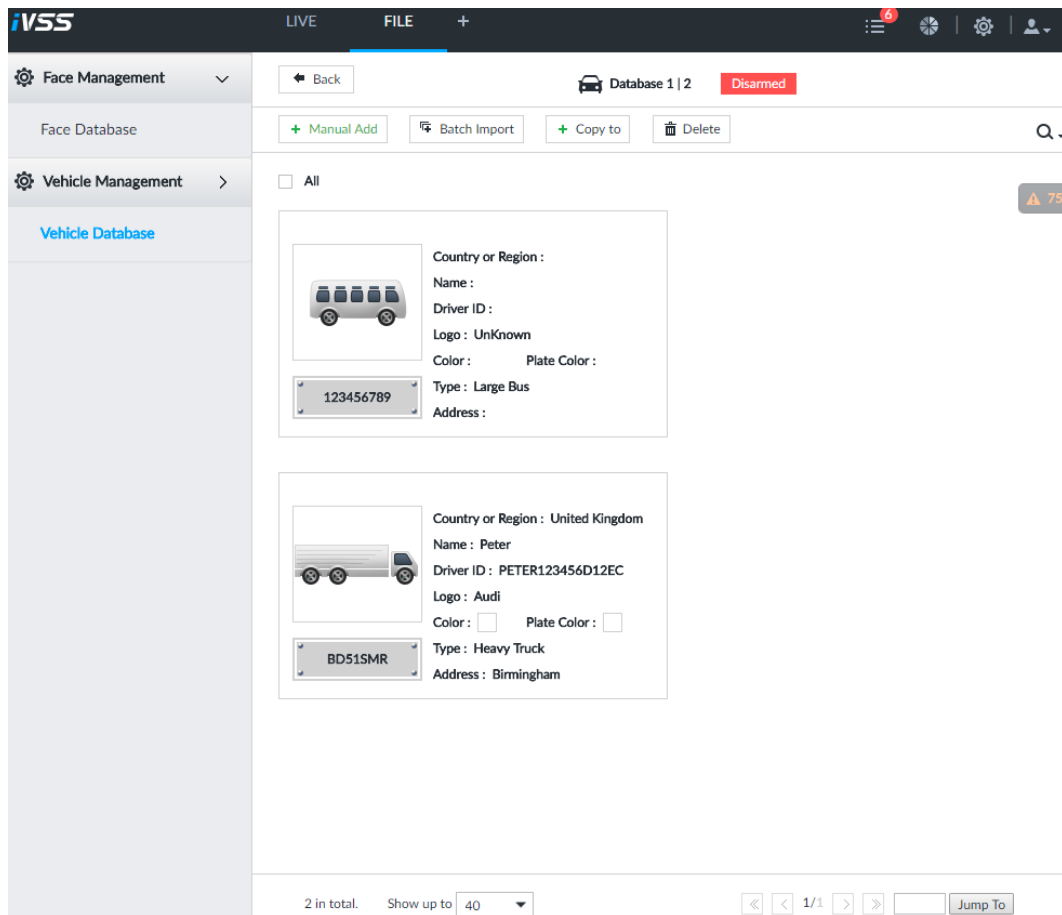 iVSS LIVE FILE + 6
Face Management
Back Database 1 | 2 Disarmed
Face Database
+ Manual Add Batch Import + Copy to Delete
Vehicle Management
All
75
Vehicle Database
Country or Region :
Name :
Driver ID :
Logo : UnKnown
Color : Plate Color :
Type : Large Bus
123456789
Address :
Country or Region : United Kingdom
Name : Peter
Driver ID : PETER123456D12EC
Logo : Audi
Color : Plate Color :
Type : Heavy Truck
BD51SMR
Address : Birmingham
2 in total. Show up to 40 1/1 Jump To